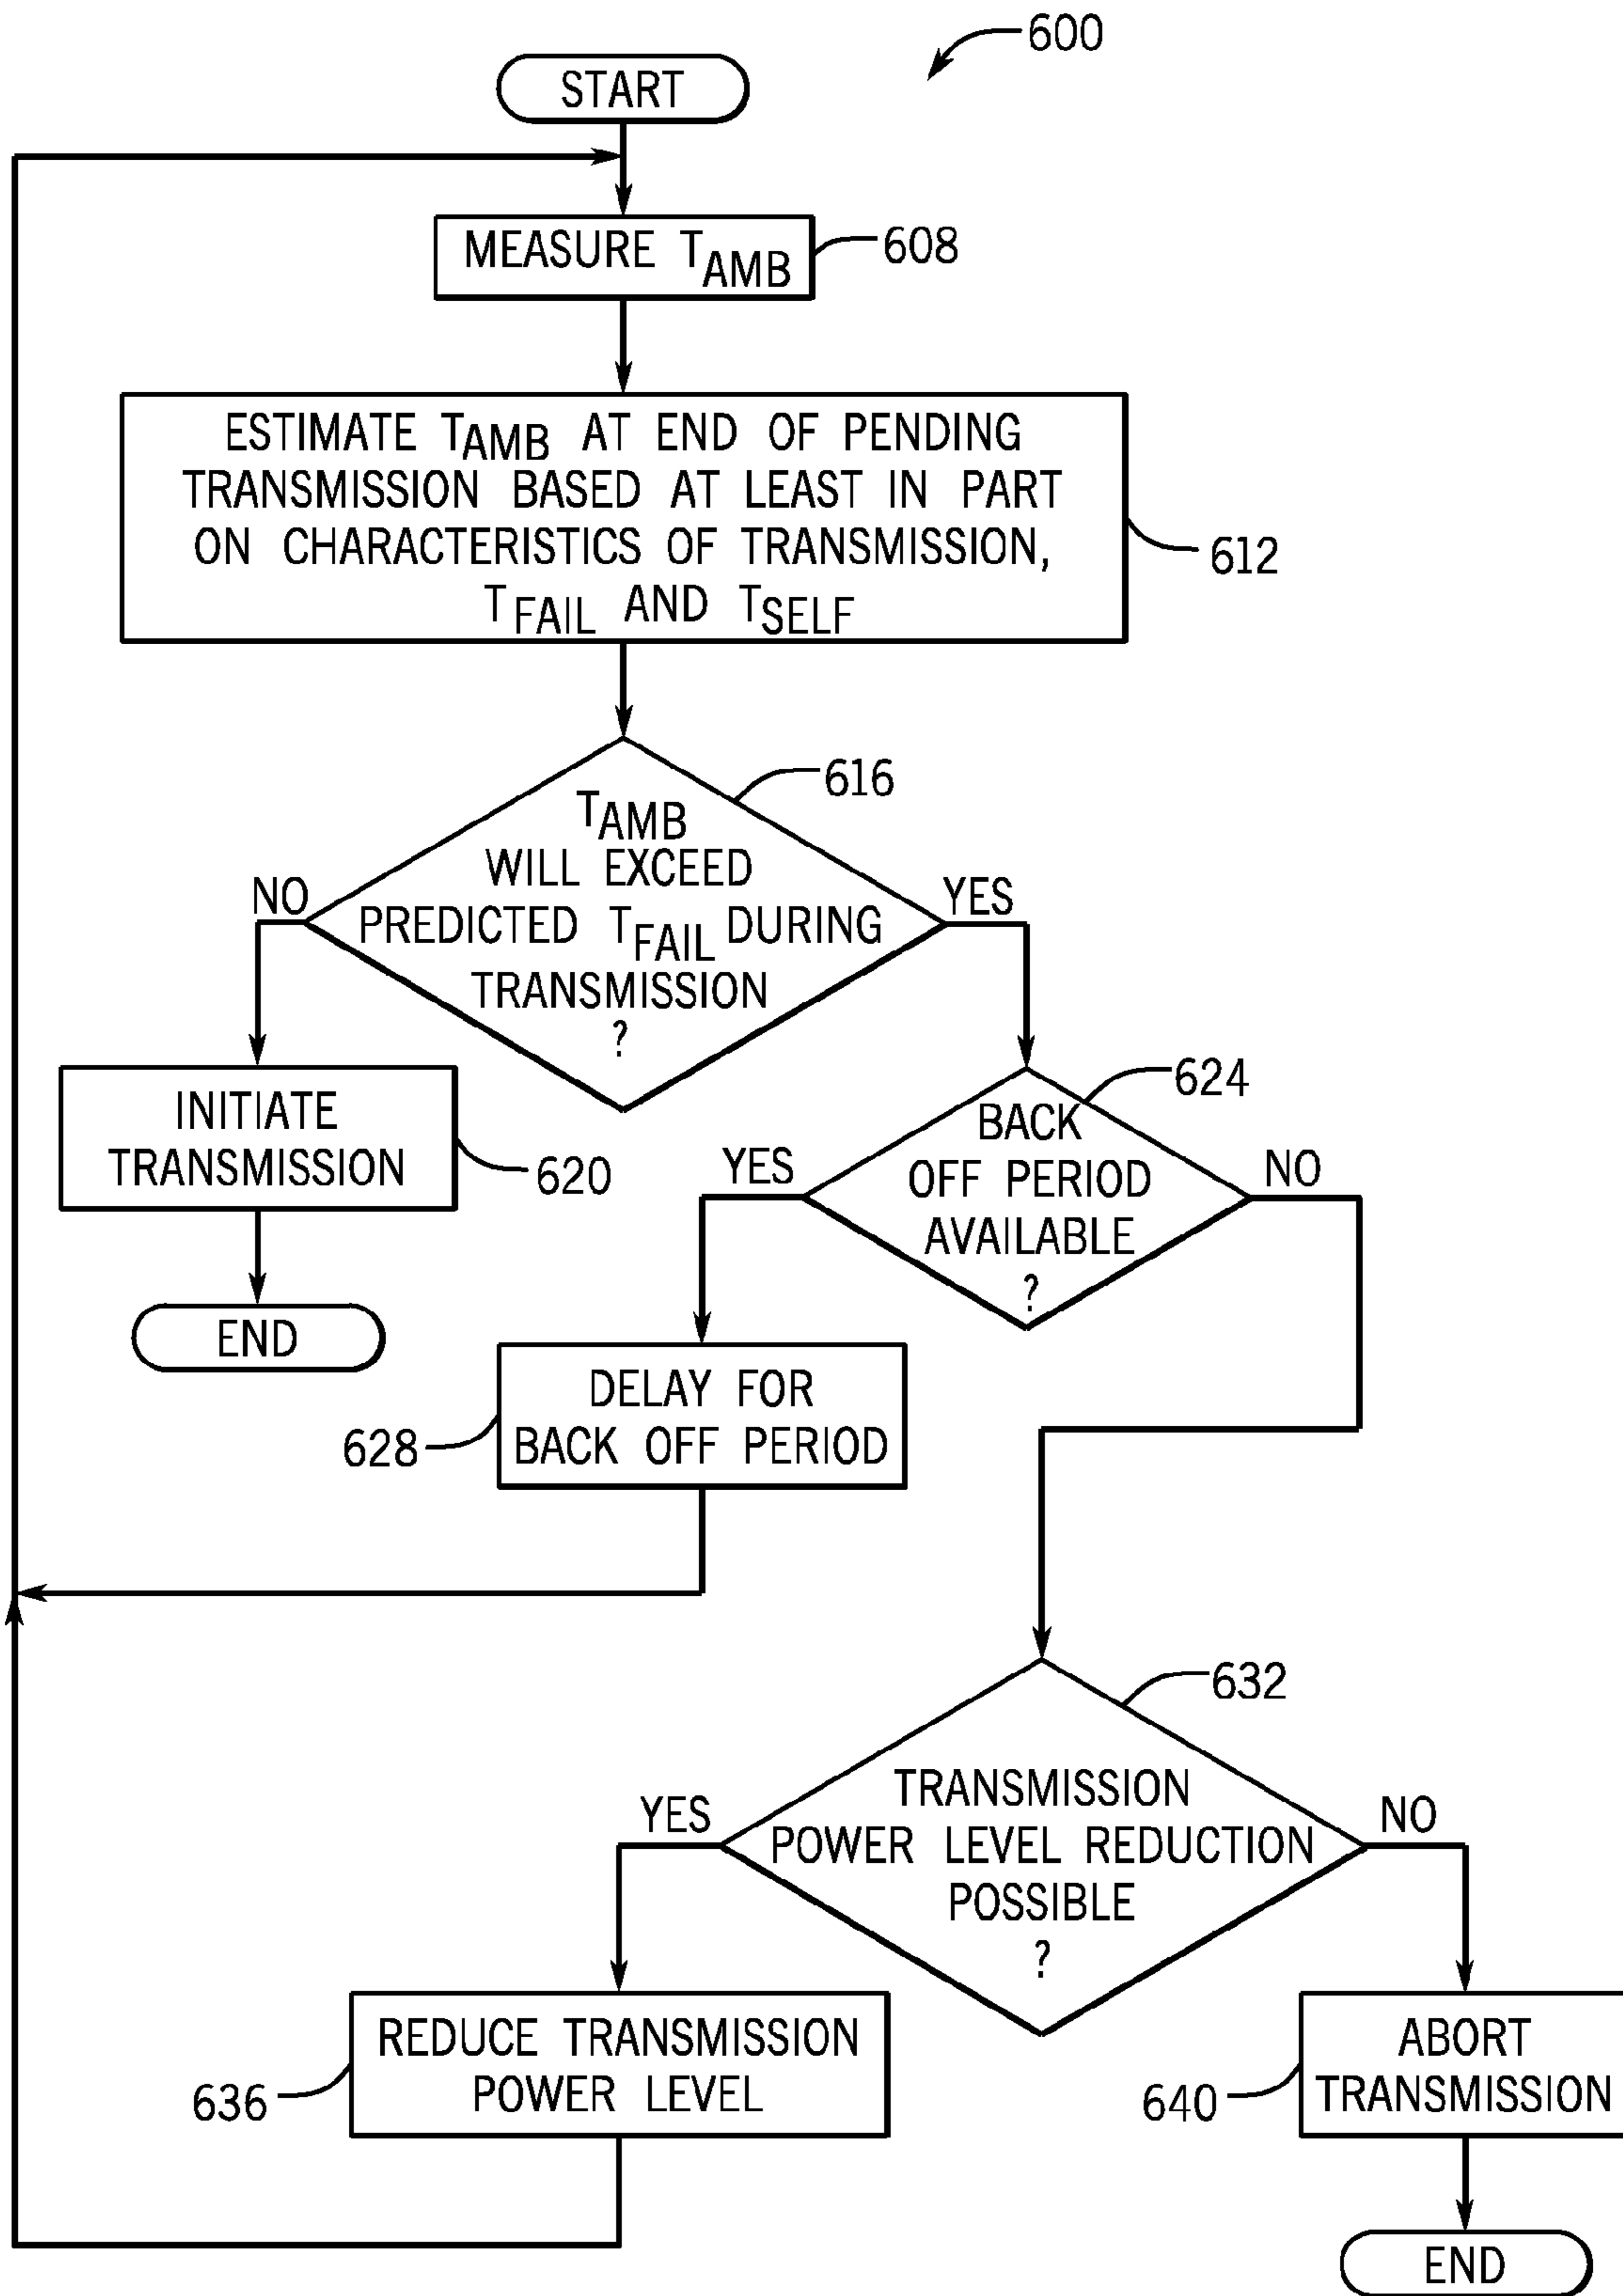 600
START
MEASURE TAMB
608
ESTIMATE TAMB AT END OF PENDING
TRANSMISSION BASED AT LEAST IN PART
ON CHARACTERISTICS OF TRANSMISSION,
TFAIL AND TSELF
612
616
TAMB
WILL EXCEED
PREDICTED TFAIL DURING
TRANSMISSION
?
NO
YES
INITIATE
TRANSMISSION
620
END
624
BACK
OFF PERIOD
AVAILABLE
?
YES
NO
DELAY FOR
BACK OFF PERIOD
628
632
TRANSMISSION
POWER LEVEL REDUCTION
POSSIBLE
?
YES
NO
REDUCE TRANSMISSION
POWER LEVEL
636
ABORT
TRANSMISSION
640
END